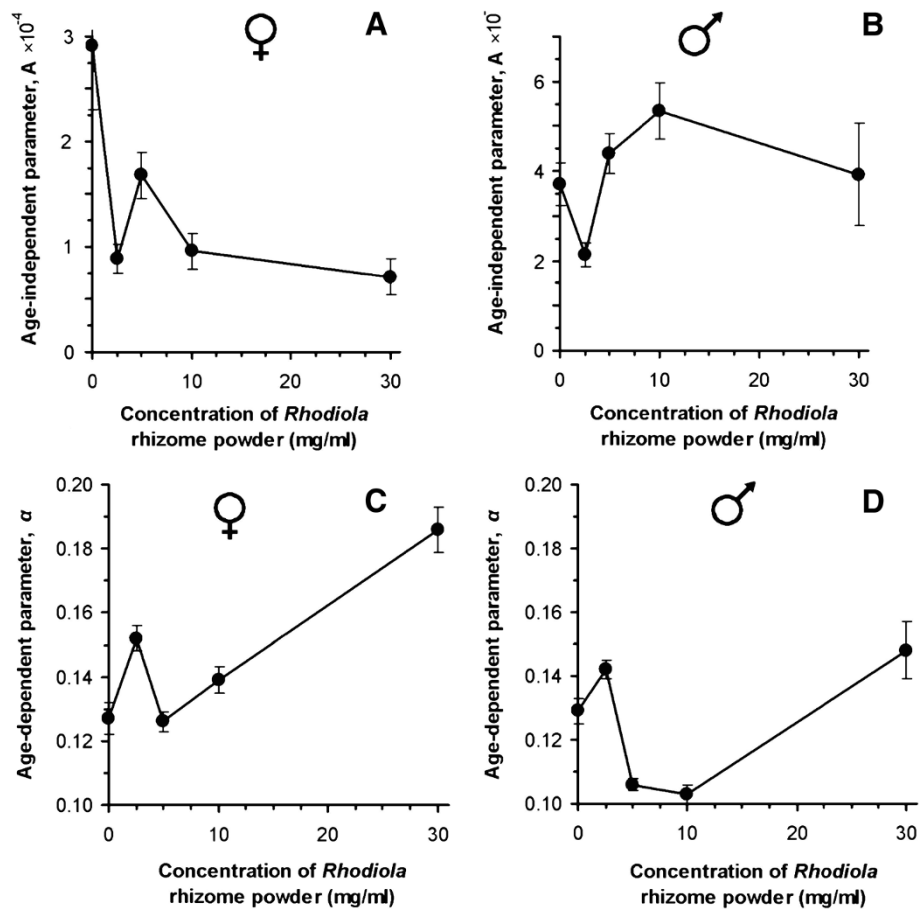 A
Age-independent parameter, A ×10⁻⁴
3
2
1
0
0 10 20 30
Concentration of Rhodiola
rhizome powder (mg/ml)
B
Age-independent parameter, A ×10⁻
6
4
2
0
0 10 20 30
Concentration of Rhodiola
rhizome powder (mg/ml)
C
Age-dependent parameter, α
0.20
0.18
0.16
0.14
0.12
0.10
0 10 20 30
Concentration of Rhodiola
rhizome powder (mg/ml)
D
Age-dependent parameter, α
0.20
0.18
0.16
0.14
0.12
0.10
0 10 20 30
Concentration of Rhodiola
rhizome powder (mg/ml)